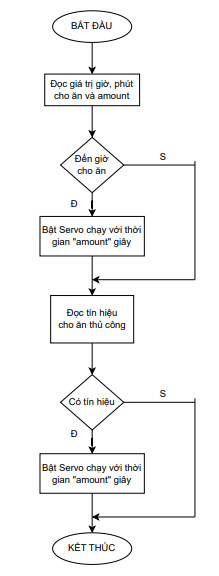 BẮT ĐẦU
Đọc giá trị giờ, phút
cho ăn và amount
Đến giờ
cho ăn
S
Đ
Bật Servo chạy với thời
gian "amount" giây
Đọc tín hiệu
cho ăn thủ công
Có tín hiệu
S
Đ
Bật Servo chạy với thời
gian "amount" giây
KẾT THÚC